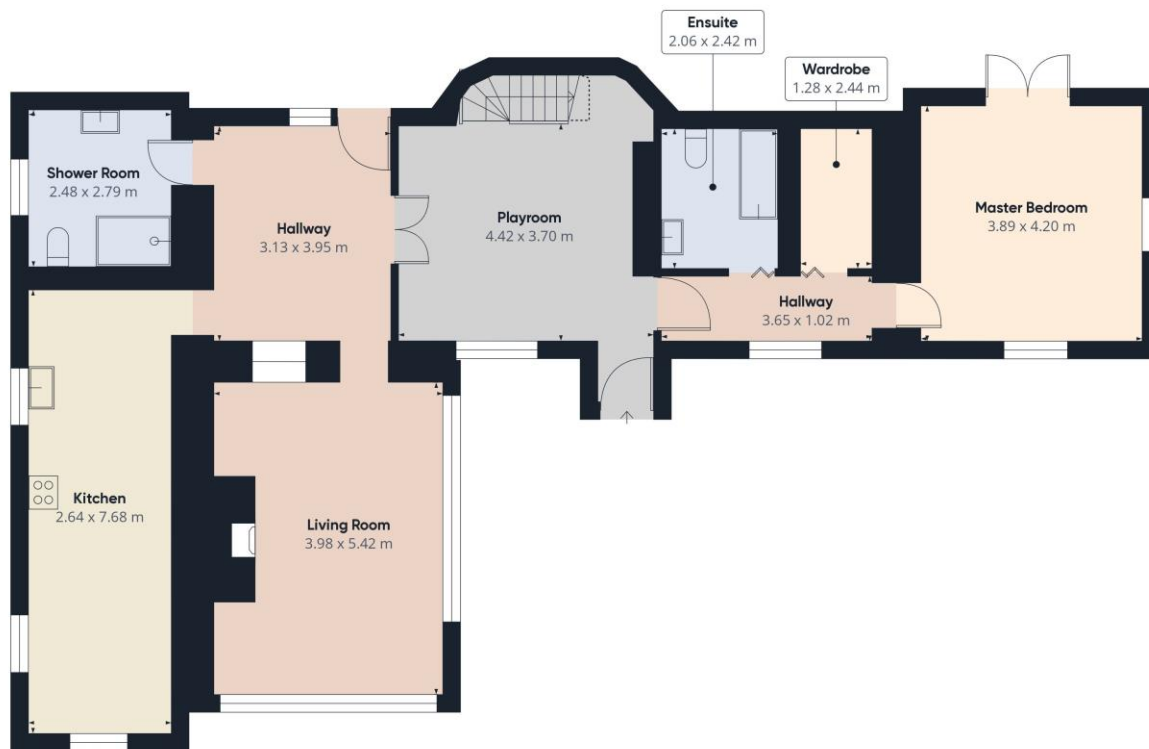 Ensuite
2.06 x 2.42 m
Wardrobe
1.28 x 2.44 m
Shower Room
2.48 x 2.79 m
Hallway
3.13 x 3.95 m
Playroom
4.42 x 3.70 m
Master Bedroom
3.89 x 4.20 m
Hallway
3.65 x 1.02 m
Kitchen
2.64 x 7.68 m
Living Room
3.98 x 5.42 m